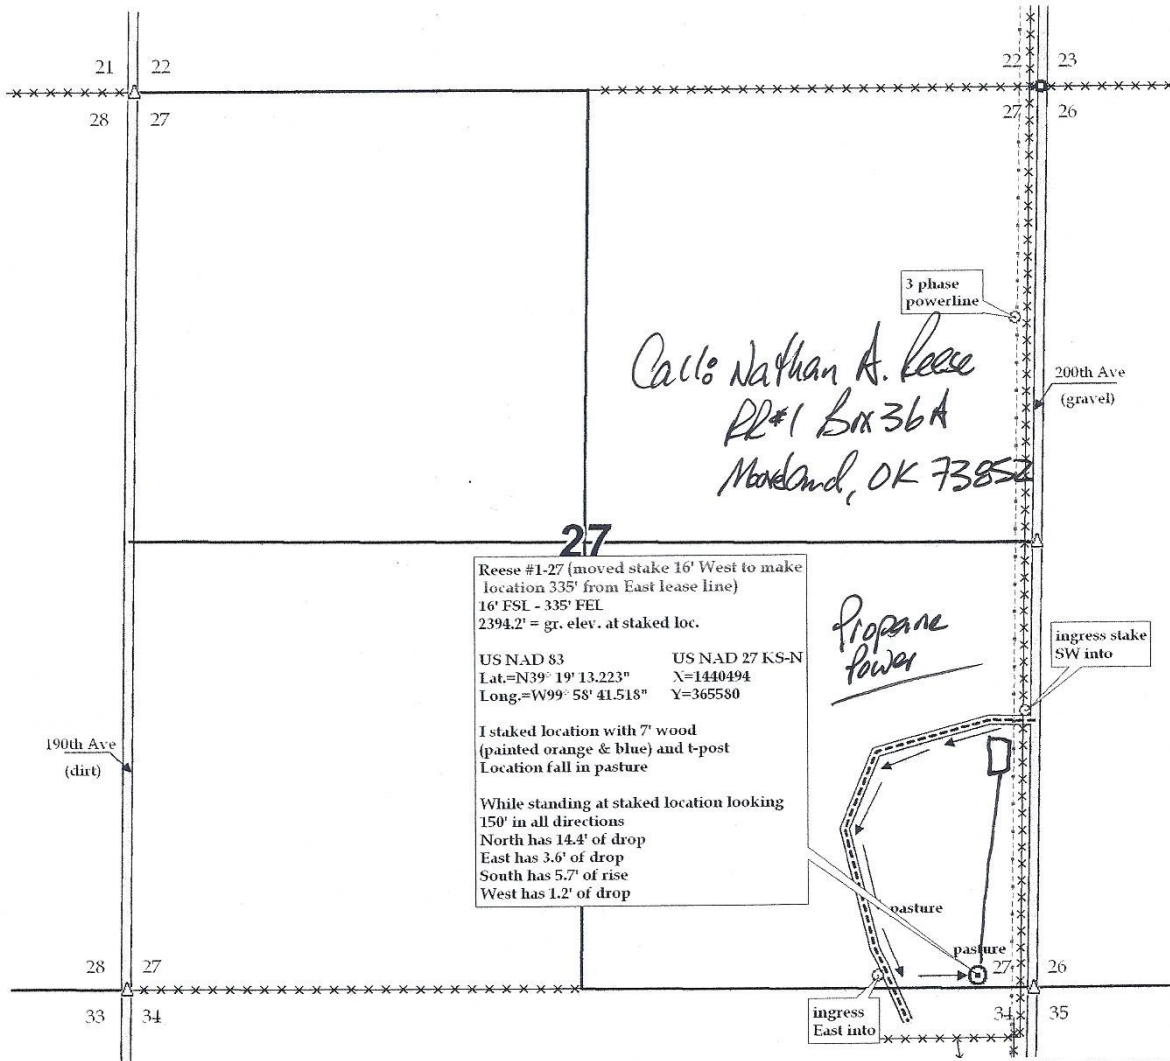 21 22
22 23
28 27
27 26
3 phase
powerline
Call: Nathan A. Reese
RR#1 Box 36A
Mooreland, OK 73852
200th Ave
(gravel)
27
Reese #1-27 (moved stake 16' West to make
location 335' from East lease line)
16' FSL - 335' FEL
2394.2' = gr. elev. at staked loc.
US NAD 83 US NAD 27 KS-N
Lat.=N39° 19' 13.223" X=1440494
Long.=W99° 58' 41.518" Y=365580
I staked location with 7' wood
(painted orange & blue) and t-post
Location fall in pasture
While standing at staked location looking
150' in all directions
North has 14.4' of drop
East has 3.6' of drop
South has 5.7' of rise
West has 1.2' of drop
Propane
Power
ingress stake
SW into
190th Ave
(dirt)
pasture
pasture
28 27
27 26
33 34
34 35
ingress
East into